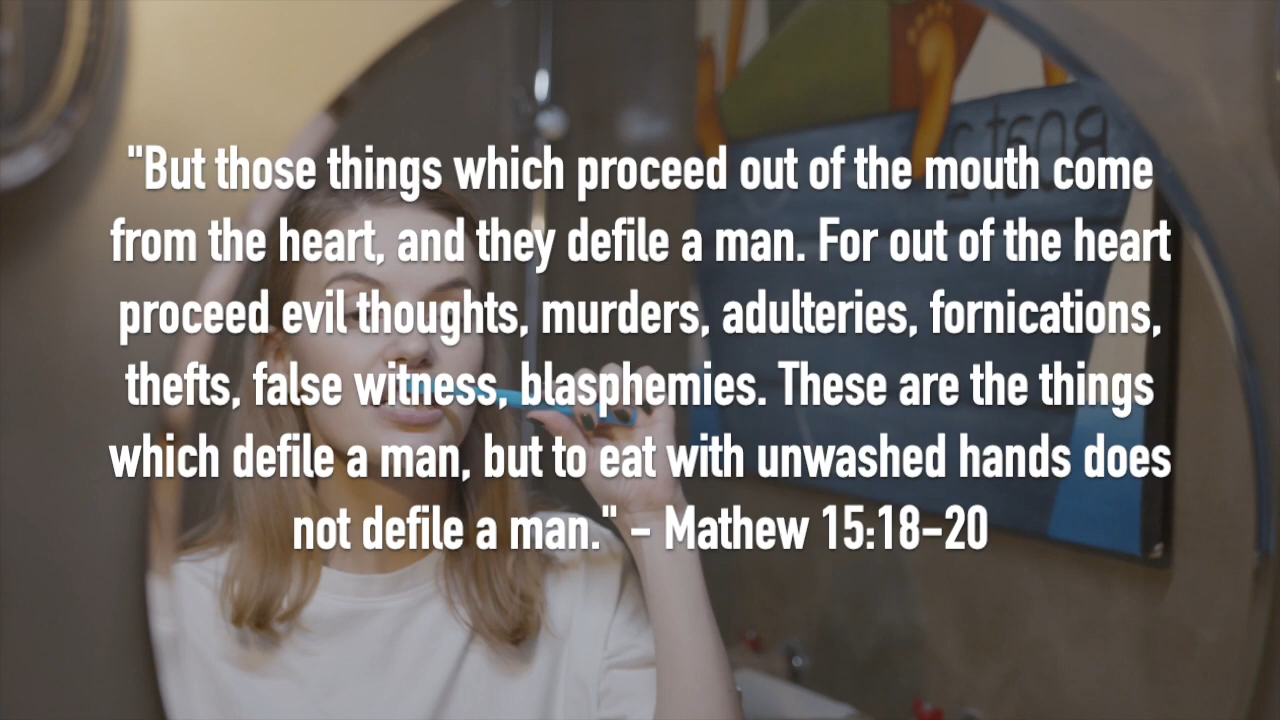 "But those things which proceed out of the mouth come
from the heart, and they defile a man. For out of the heart
proceed evil thoughts, murders, adulteries, fornications,
thefts, false witness, blasphemies. These are the things
which defile a man, but to eat with unwashed hands does
not defile a man." - Mathew 15:18-20